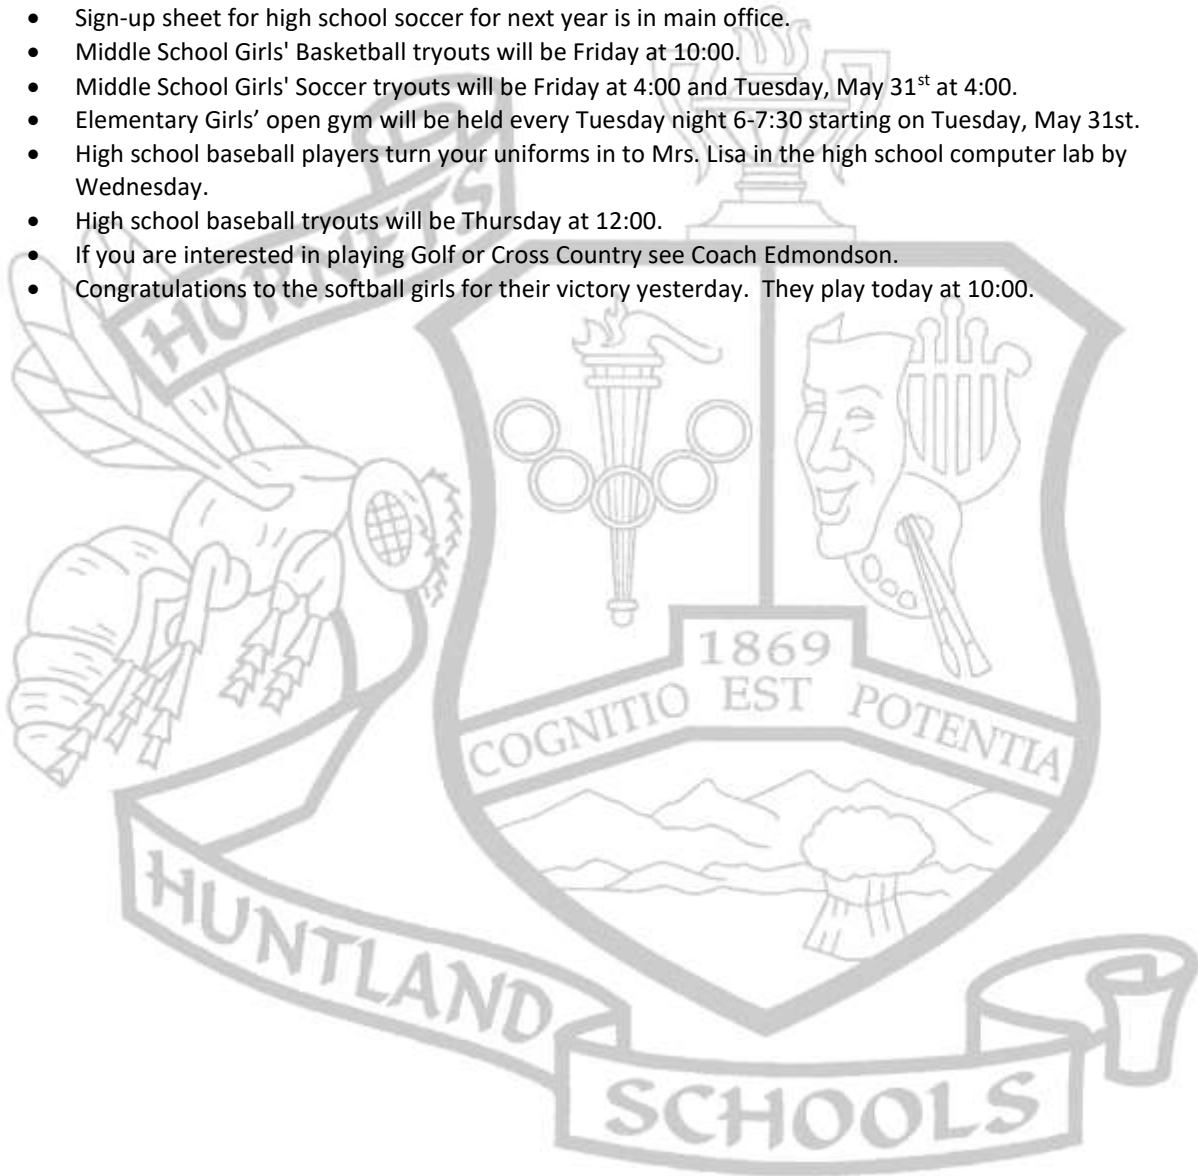 • Sign-up sheet for high school soccer for next year is in main office.
• Middle School Girls' Basketball tryouts will be Friday at 10:00.
• Middle School Girls' Soccer tryouts will be Friday at 4:00 and Tuesday, May 31st at 4:00.
• Elementary Girls’ open gym will be held every Tuesday night 6-7:30 starting on Tuesday, May 31st.
• High school baseball players turn your uniforms in to Mrs. Lisa in the high school computer lab by
Wednesday.
• High school baseball tryouts will be Thursday at 12:00.
• If you are interested in playing Golf or Cross Country see Coach Edmondson.
• Congratulations to the softball girls for their victory yesterday.  They play today at 10:00.
HORNETS
1869
COGNITIO EST POTENTIA
HUNTLAND
SCHOOLS